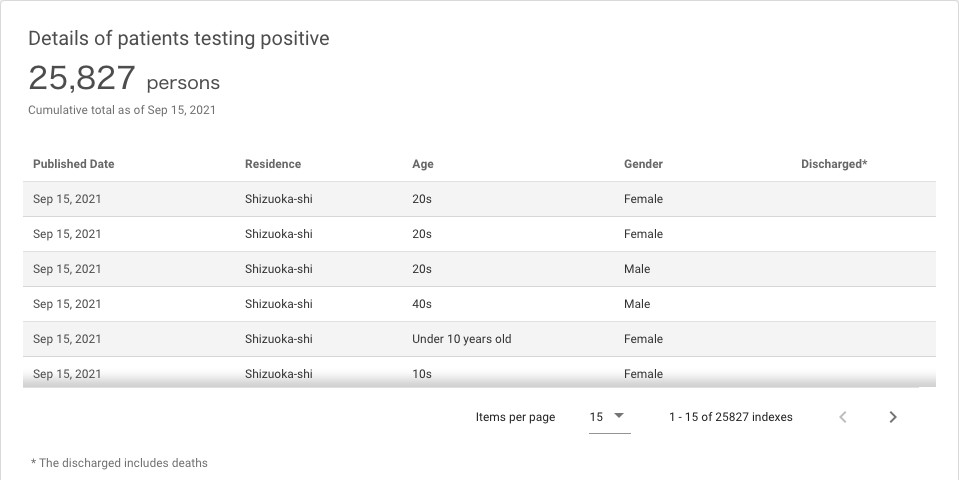 Details of patients testing positive
25,827 persons
Cumulative total as of Sep 15, 2021
Published Date Residence Age Gender Discharged*
Sep 15, 2021 Shizuoka-shi 20s Female
Sep 15, 2021 Shizuoka-shi 20s Female
Sep 15, 2021 Shizuoka-shi 20s Male
Sep 15, 2021 Shizuoka-shi 40s Male
Sep 15, 2021 Shizuoka-shi Under 10 years old Female
Sep 15, 2021 Shizuoka-shi 10s Female
Items per page 15 1 - 15 of 25827 indexes
* The discharged includes deaths